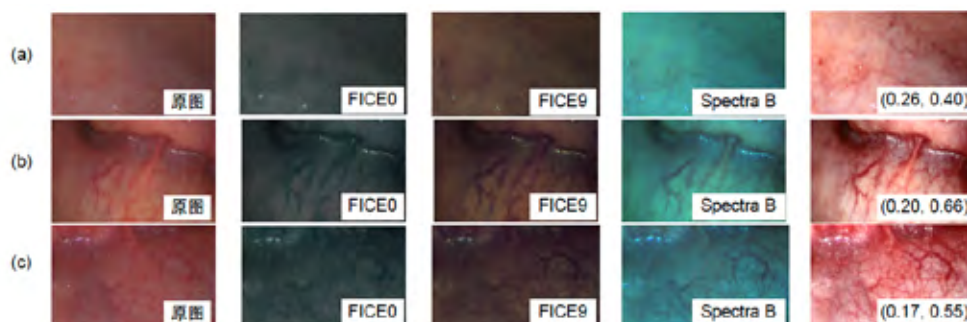 (a)
原图
FICE0
FICE9
Spectra B
(0.26, 0.40)
(b)
原图
FICE0
FICE9
Spectra B
(0.20, 0.66)
(c)
原图
FICE0
FICE9
Spectra B
(0.17, 0.55)